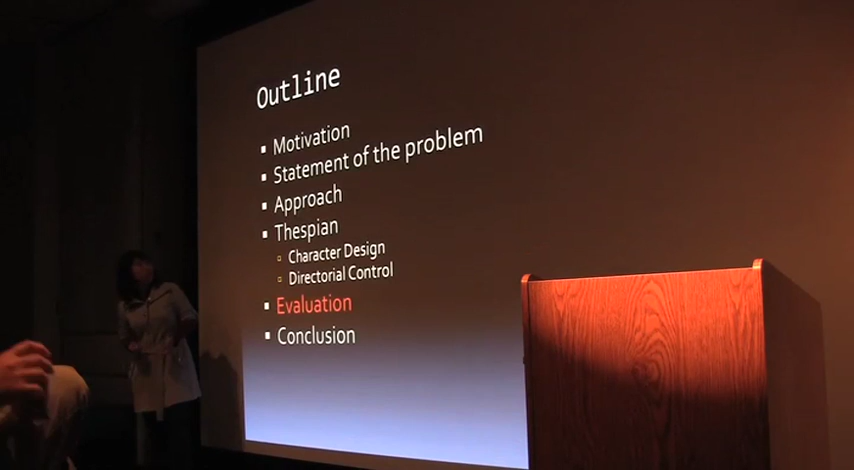 Outline
Motivation
Statement of the problem
Approach
Thespian
Character Design
Directorial Control
Evaluation
Conclusion